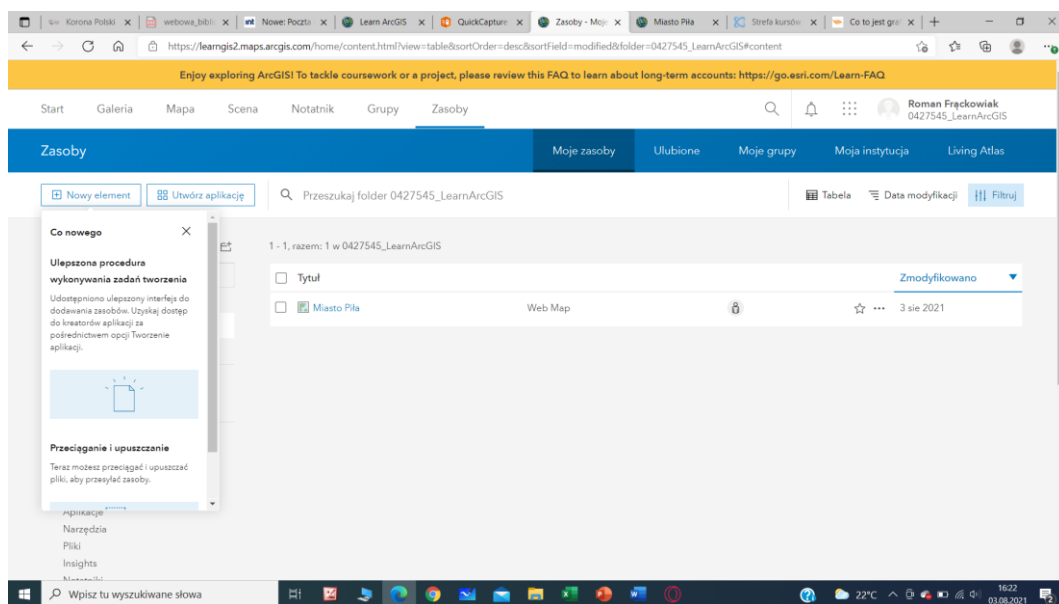 Korona Polski
webowa_bibli
Nowe: Poczta
Learn ArcGIS
QuickCapture
Zasoby - Moje
Miasto Piła
Strefa kursów
Co to jest graf
https://learngis2.maps.arcgis.com/home/content.html?view=table&sortOrder=desc&sortField=modified&folder=0427545_LearnArcGIS#content
Enjoy exploring ArcGIS! To tackle coursework or a project, please review this FAQ to learn about long-term accounts: https://go.esri.com/Learn-FAQ
Start Galeria Mapa Scena Notatnik Grupy Zasoby
Roman Frąckowiak
0427545_LearnArcGIS
Zasoby Moje zasoby Ulubione Moje grupy Moja instytucja Living Atlas
Nowy element Utwórz aplikację Przeszukaj folder 0427545_LearnArcGIS Tabela Data modyfikacji Filtruj
Co nowego
Ulepszona procedura
wykonywania zadań tworzenia
Udostępniono ulepszony interfejs do
dodawania zasobów. Uzyskaj dostęp
do kreatorów aplikacji za
pośrednictwem opcji Tworzenie
aplikacji.
Przeciąganie i upuszczanie
Teraz możesz przeciągać i upuszczać
pliki, aby przesyłać zasoby.
Aplikacje
Narzędzia
Pliki
Insights
Notatniki
1 - 1, razem: 1 w 0427545_LearnArcGIS
Tytuł Zmodyfikowano
Miasto Piła Web Map 3 sie 2021
Wpisz tu wyszukiwane słowa
22°C
16:22
03.08.2021